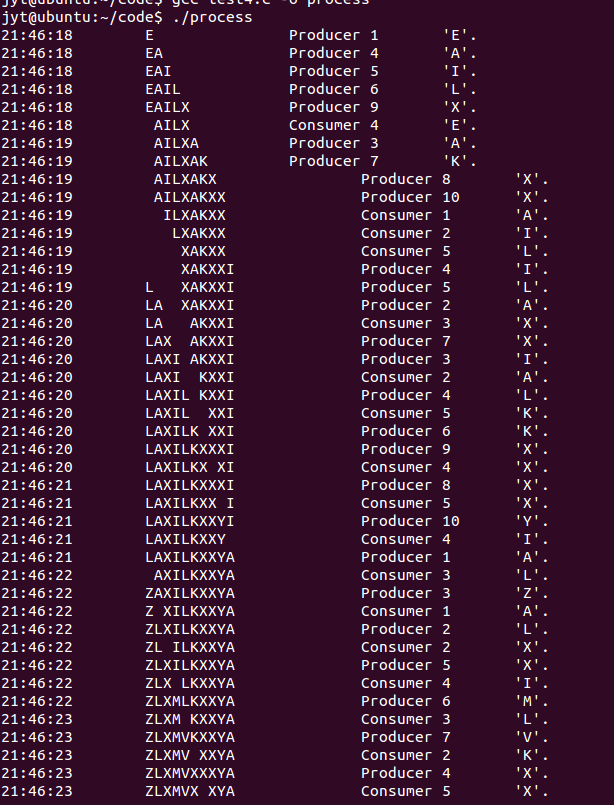 jyt@ubuntu:~/code$ gcc test4.c -o process
jyt@ubuntu:~/code$ ./process
21:46:18        E               Producer 1       'E'.
21:46:18        EA              Producer 4       'A'.
21:46:18        EAI             Producer 5       'I'.
21:46:18        EAIL            Producer 6       'L'.
21:46:18        EAILX           Producer 9       'X'.
21:46:18         AILX           Consumer 4       'E'.
21:46:19         AILXA          Producer 3       'A'.
21:46:19         AILXAK         Producer 7       'K'.
21:46:19         AILXAKX                Producer 8       'X'.
21:46:19         AILXAKXX               Producer 10      'X'.
21:46:19          ILXAKXX               Consumer 1       'A'.
21:46:19           LXAKXX               Consumer 2       'I'.
21:46:19            XAKXX               Consumer 5       'L'.
21:46:19            XAKXXI              Producer 4       'I'.
21:46:19        L   XAKXXI              Producer 5       'L'.
21:46:20        LA  XAKXXI              Producer 2       'A'.
21:46:20        LA   AKXXI              Consumer 3       'X'.
21:46:20        LAX  AKXXI              Producer 7       'X'.
21:46:20        LAXI AKXXI              Producer 3       'I'.
21:46:20        LAXI  KXXI              Consumer 2       'A'.
21:46:20        LAXIL KXXI              Producer 4       'L'.
21:46:20        LAXIL  XXI              Consumer 5       'K'.
21:46:20        LAXILK XXI              Producer 6       'K'.
21:46:20        LAXILKXXXI              Producer 9       'X'.
21:46:20        LAXILKX XI              Consumer 4       'X'.
21:46:21        LAXILKXXXI              Producer 8       'X'.
21:46:21        LAXILKXX I              Consumer 5       'X'.
21:46:21        LAXILKXXYI              Producer 10      'Y'.
21:46:21        LAXILKXXY               Consumer 4       'I'.
21:46:21        LAXILKXXYA              Producer 1       'A'.
21:46:22         AXILKXXYA              Consumer 3       'L'.
21:46:22        ZAXILKXXYA              Producer 3       'Z'.
21:46:22        Z XILKXXYA              Consumer 1       'A'.
21:46:22        ZLXILKXXYA              Producer 2       'L'.
21:46:22        ZL ILKXXYA              Consumer 2       'X'.
21:46:22        ZLXILKXXYA              Producer 5       'X'.
21:46:22        ZLX LKXXYA              Consumer 4       'I'.
21:46:22        ZLXMLKXXYA              Producer 6       'M'.
21:46:23        ZLXM KXXYA              Consumer 3       'L'.
21:46:23        ZLXMVKXXYA              Producer 7       'V'.
21:46:23        ZLXMV XXYA              Consumer 2       'K'.
21:46:23        ZLXMVXXXYA              Producer 4       'X'.
21:46:23        ZLXMVX XYA              Consumer 5       'X'.